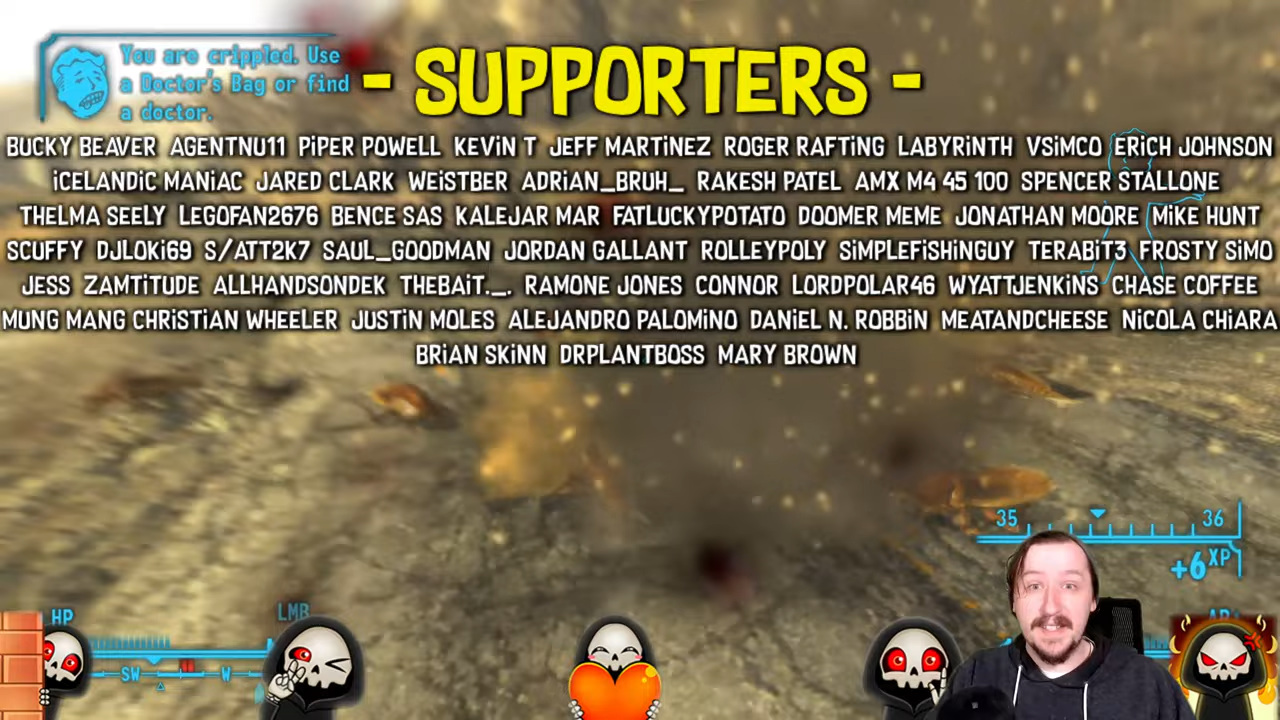 You are crippled. Use
a Doctor's Bag or find
a doctor.
- SUPPORTERS -
BUCKY BEAVER AGENTNU11 PiPER POWELL KEViN T JEFF MARTiNEZ ROGER RAFTiNG LABYRiNTH VSiMCO ERiCH JOHNSON
iCELANDiC MANiAC JARED CLARK WEiSTBER ADRiAN_BRUH_ RAKESH PATEL AMX M4 45 100 SPENCER STALLONE
THELMA SEELY LEGOFAN2676 BENCE SAS KALEJAR MAR FATLUCKYPOTATO DOOMER MEME JONATHAN MOORE MiKE HUNT
SCUFFY DJLOKi69 S/ATT2K7 SAUL_GOODMAN JORDAN GALLANT ROLLEYPOLY SiMPLEFiSHiNGUY TERABiT3 FROSTY SiMO
JESS ZAMTiTUDE ALLHANDSONDEK THEBAiT._. RAMONE JONES CONNOR LORDPOLAR46 WYATTJENKiNS CHASE COFFEE
MUNG MANG CHRiSTiAN WHEELER JUSTiN MOLES ALEJANDRO PALOMiNO DANiEL N. ROBBiN MEATANDCHEESE NiCOLA CHiARA
BRiAN SKiNN DRPLANTBOSS MARY BROWN
35 36
+6 XP
HP
LMB
SW W